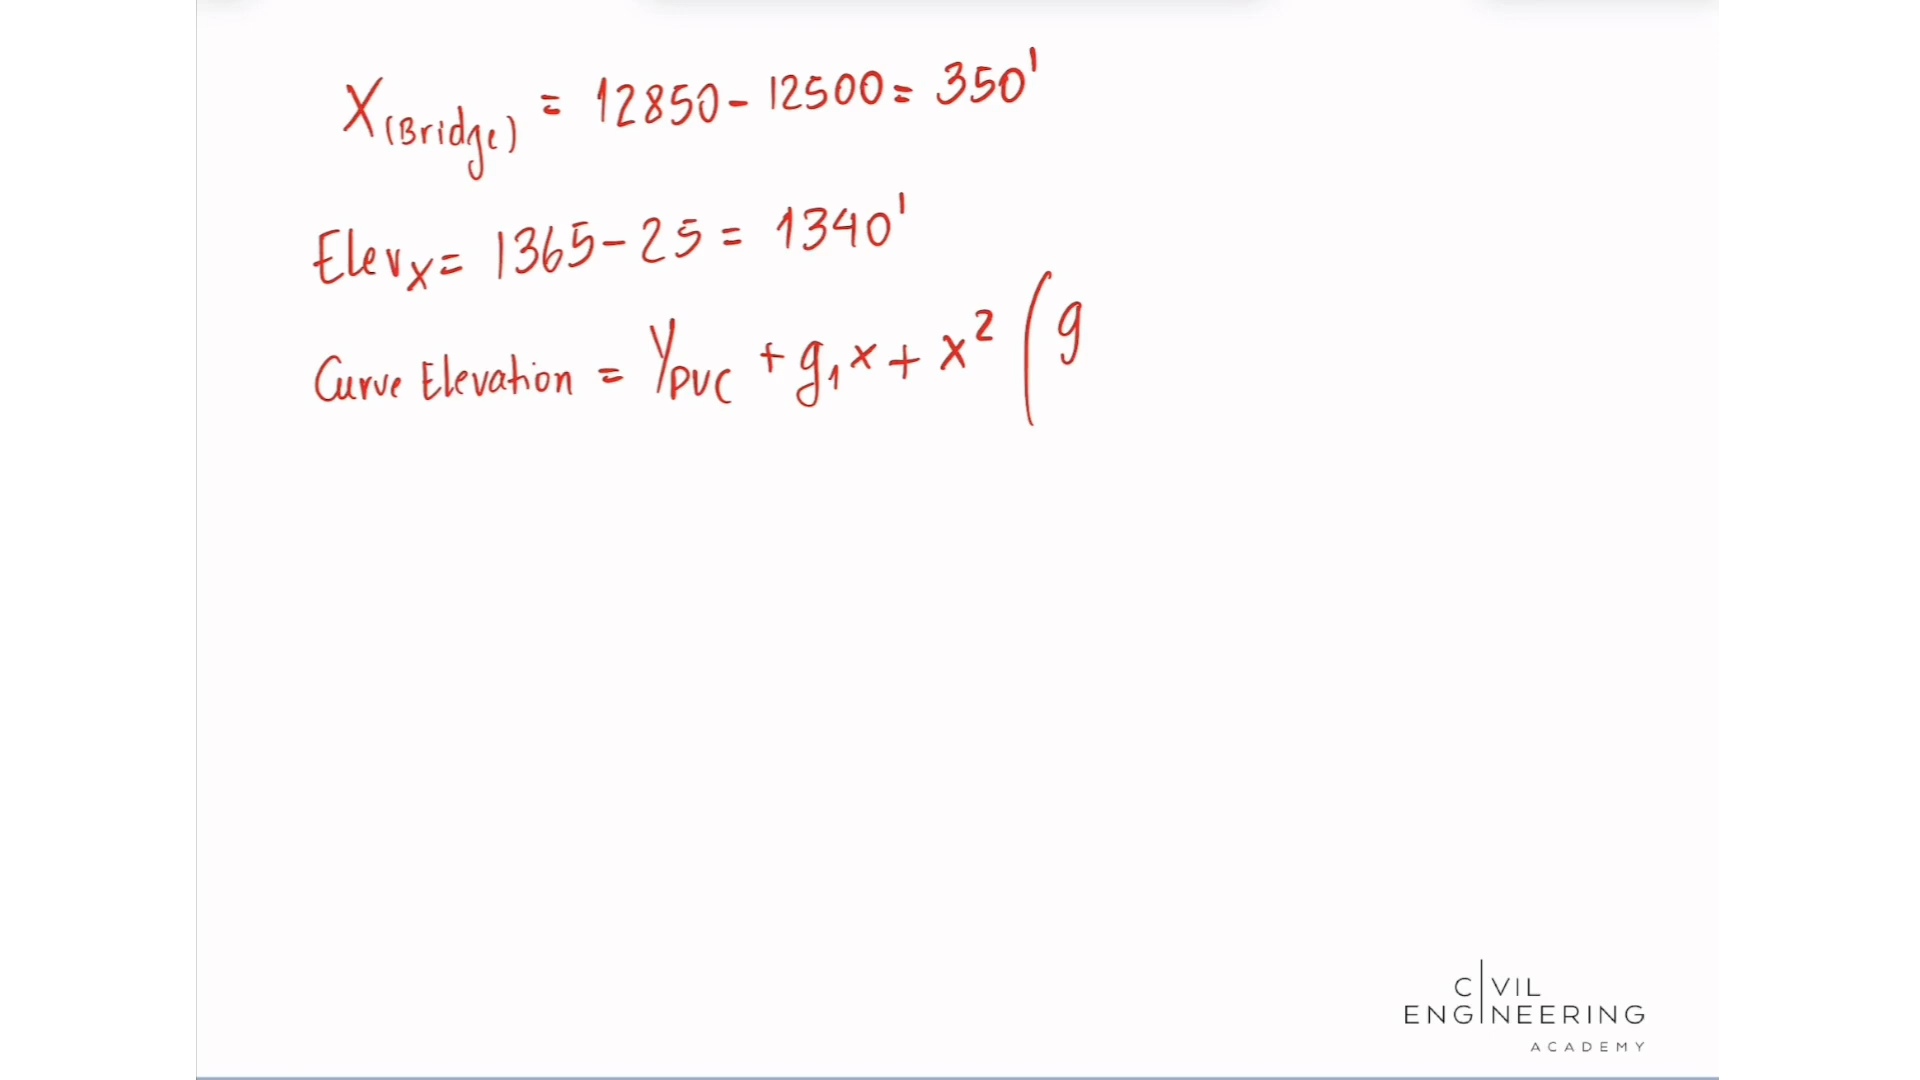 X(Bridge) = 12850 - 12500 = 350'
Elevx = 1365 - 25 = 1340'
Curve Elevation = YPVC + g₁x + x² ( g
CIVIL
ENGINEERING
ACADEMY